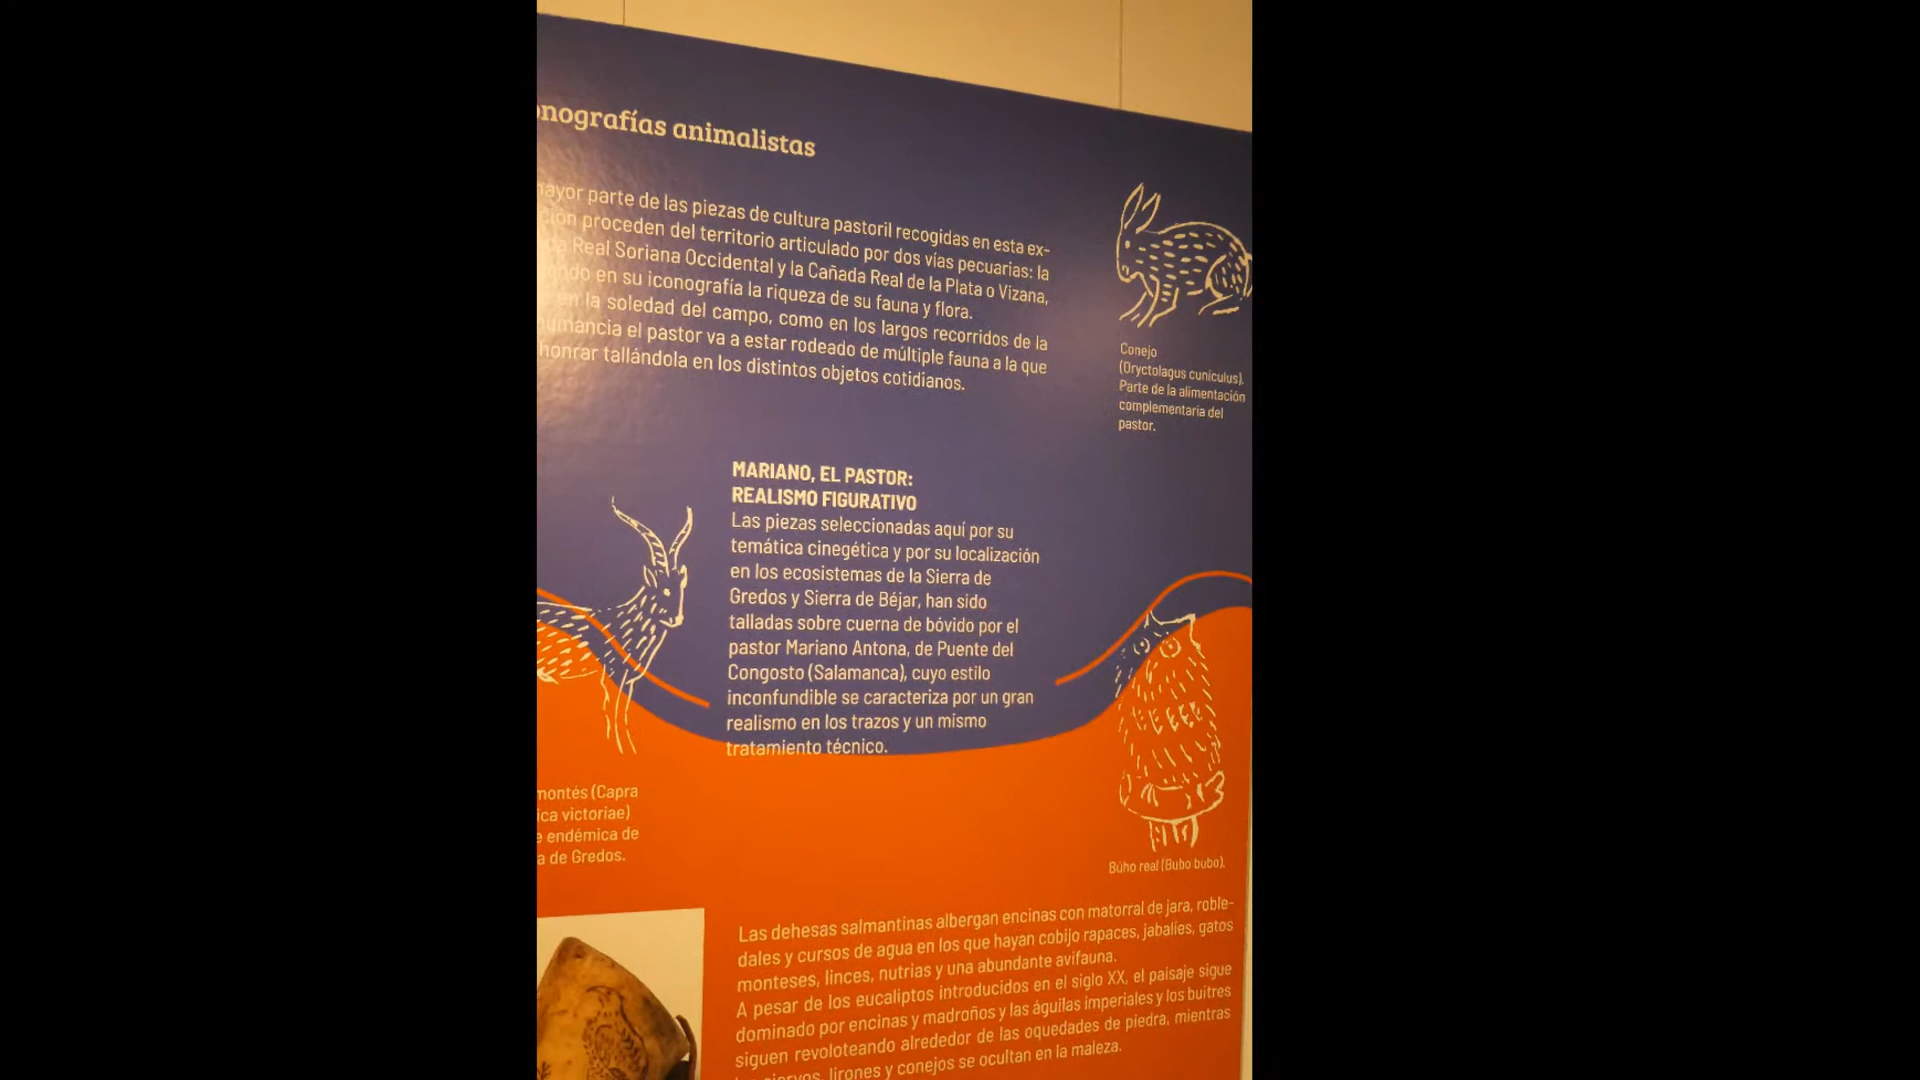 onografías animalistas
mayor parte de las piezas de cultura pastoril recogidas en esta ex-
ción proceden del territorio articulado por dos vías pecuarias: la
Real Soriana Occidental y la Cañada Real de la Plata o Vizana,
en su iconografía la riqueza de su fauna y flora.
en la soledad del campo, como en los largos recorridos de la
humancia el pastor va a estar rodeado de múltiple fauna a la que
honrar tallándola en los distintos objetos cotidianos.
Conejo
(Oryctolagus cuniculus).
Parte de la alimentación
complementaria del
pastor.
MARIANO, EL PASTOR:
REALISMO FIGURATIVO
Las piezas seleccionadas aquí por su
temática cinegética y por su localización
en los ecosistemas de la Sierra de
Gredos y Sierra de Béjar, han sido
talladas sobre cuerna de bóvido por el
pastor Mariano Antona, de Puente del
Congosto (Salamanca), cuyo estilo
inconfundible se caracteriza por un gran
realismo en los trazos y un mismo
tratamiento técnico.
montés (Capra
ica victoriae)
e endémica de
a de Gredos.
Búho real (Bubo bubo).
Las dehesas salmantinas albergan encinas con matorral de jara, roble-
dales y cursos de agua en los que hayan cobijo rapaces, jabalíes, gatos
monteses, linces, nutrias y una abundante avifauna.
A pesar de los eucaliptos introducidos en el siglo XX, el paisaje sigue
dominado por encinas y madroños y las águilas imperiales y los buitres
siguen revoloteando alrededor de las oquedades de piedra, mientras
ciervos, lirones y conejos se ocultan en la maleza.